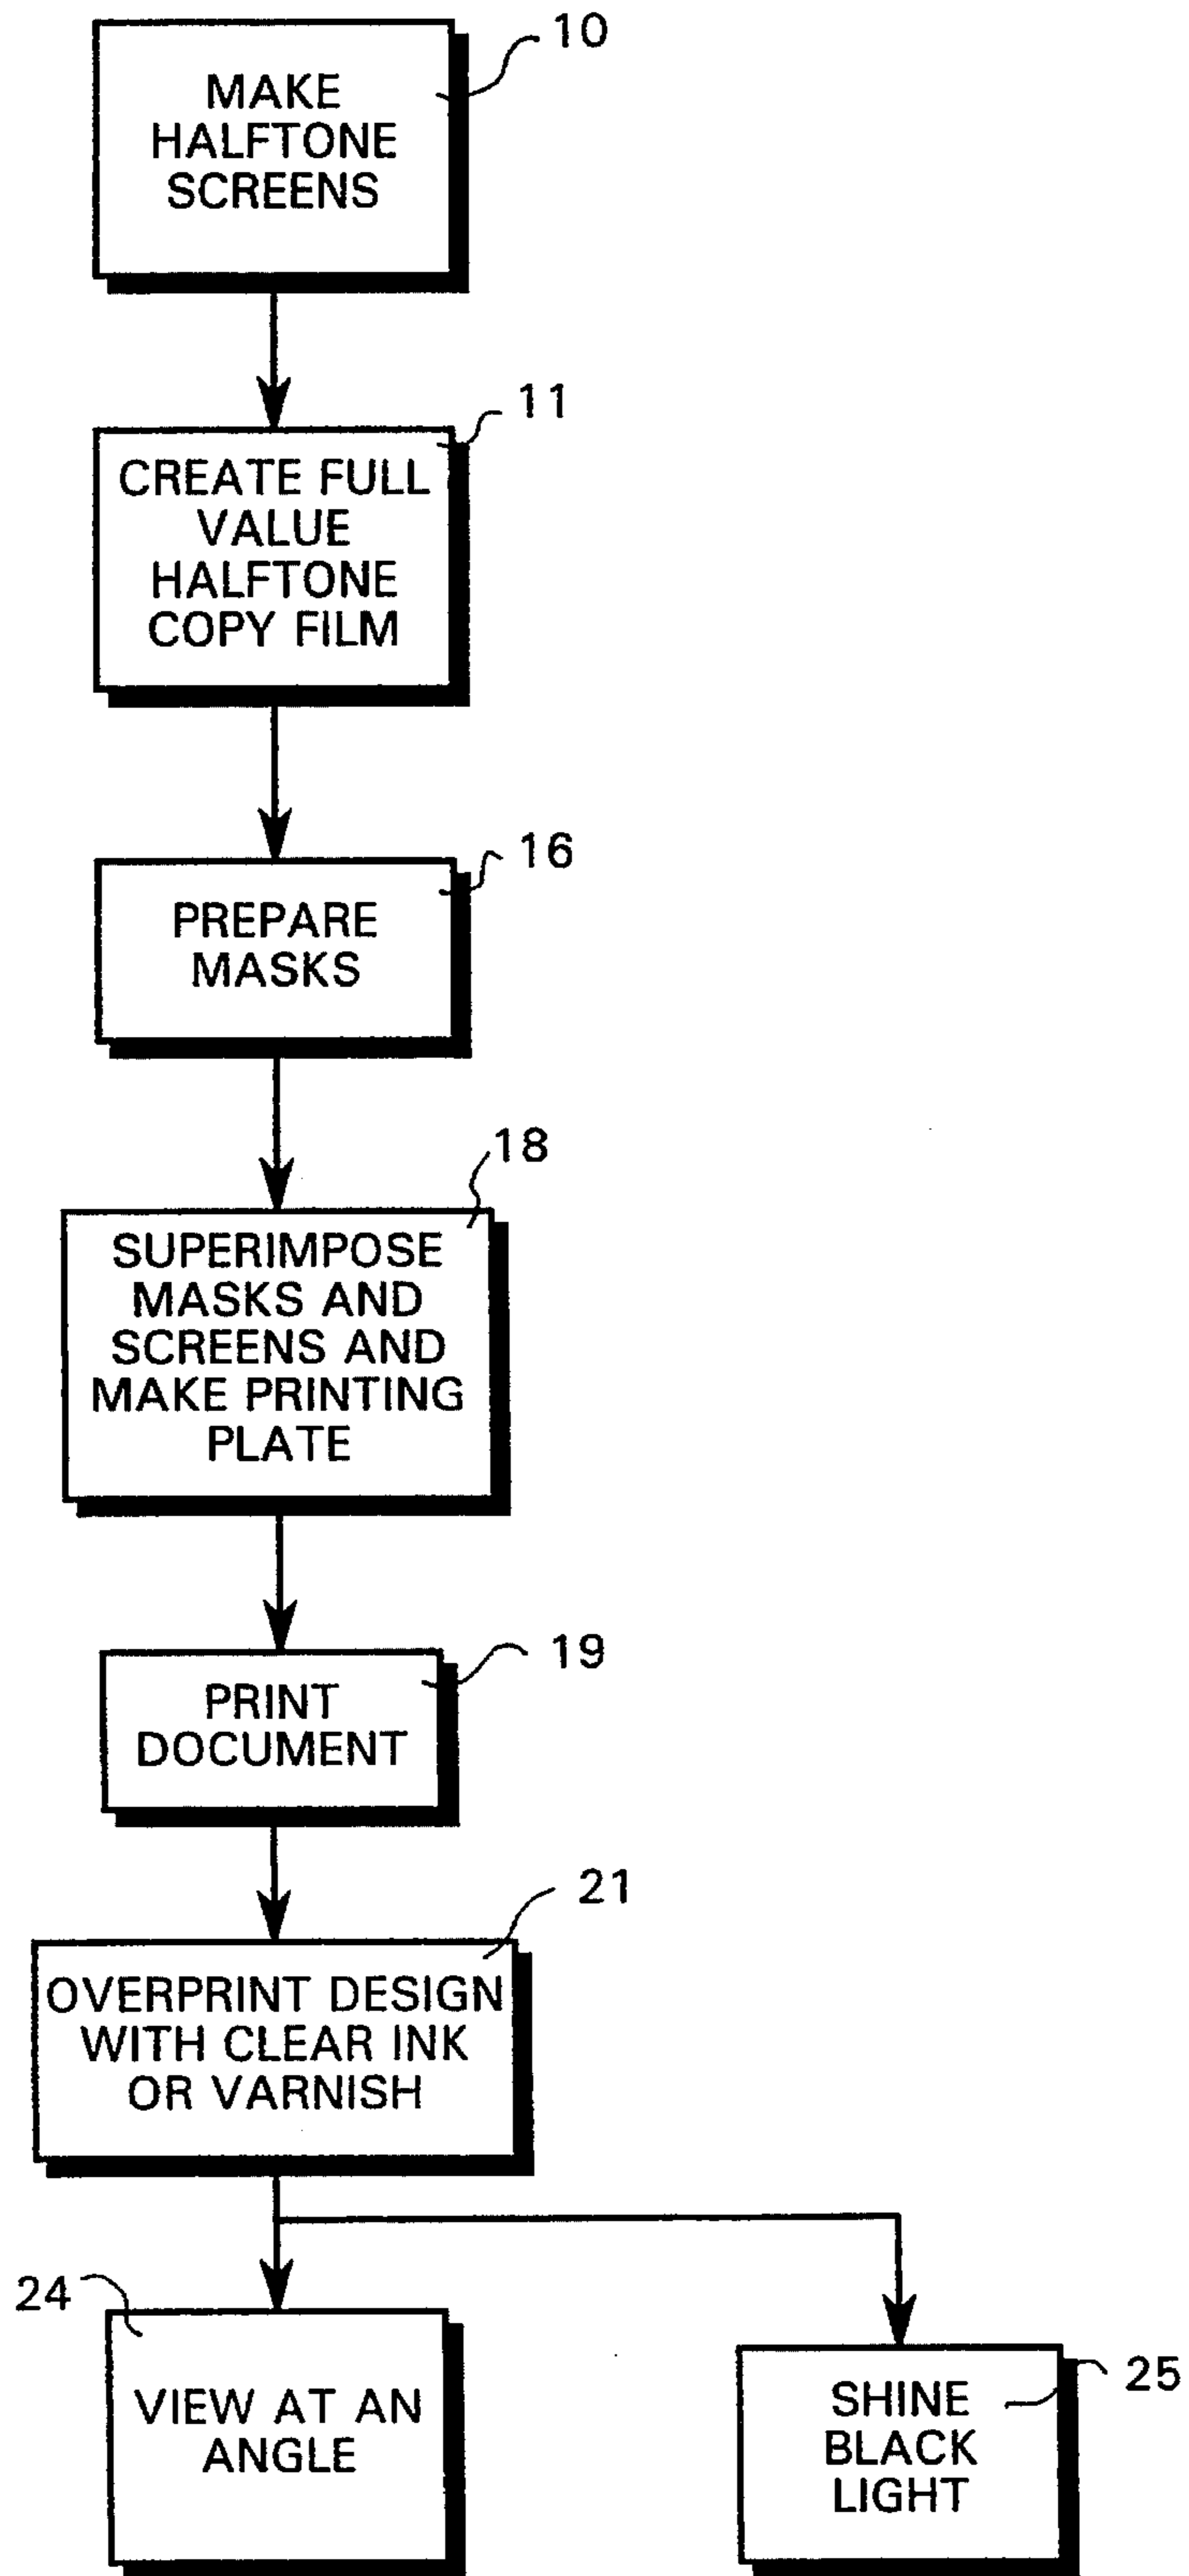 10
MAKE
HALFTONE
SCREENS
11
CREATE FULL
VALUE
HALFTONE
COPY FILM
16
PREPARE
MASKS
18
SUPERIMPOSE
MASKS AND
SCREENS AND
MAKE PRINTING
PLATE
19
PRINT
DOCUMENT
21
OVERPRINT DESIGN
WITH CLEAR INK
OR VARNISH
24
VIEW AT AN
ANGLE
25
SHINE
BLACK
LIGHT